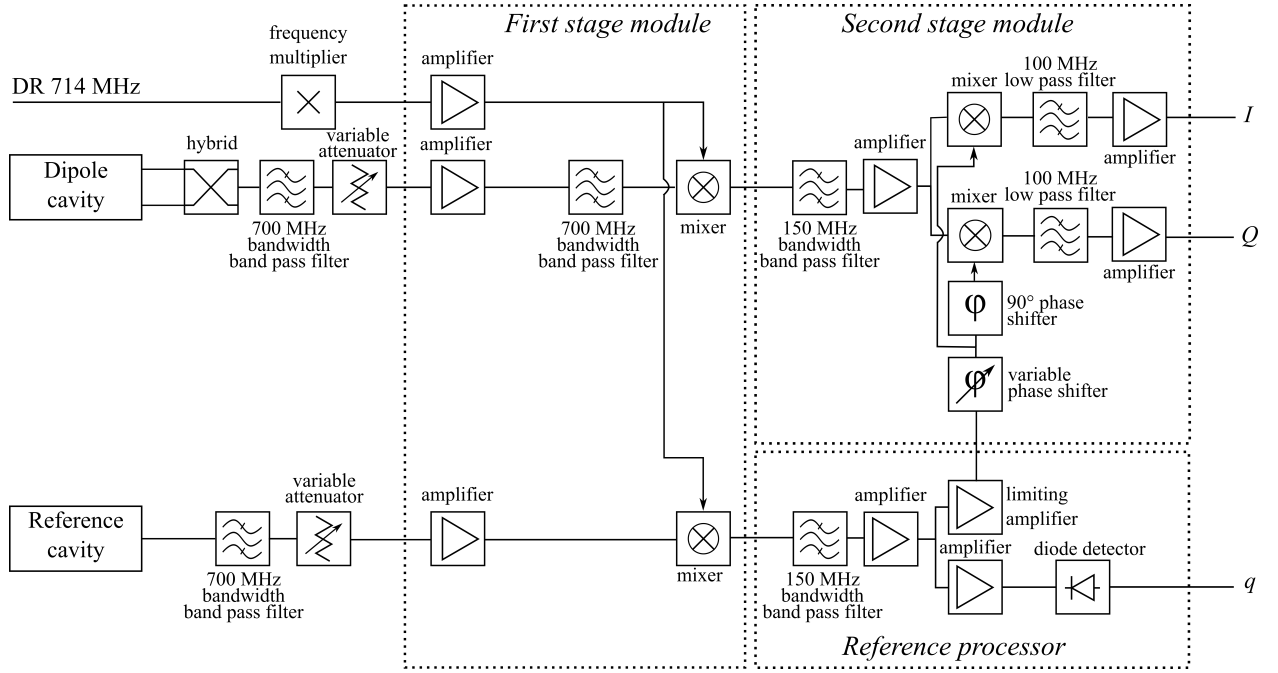 First stage module
Second stage module
frequency
multiplier
amplifier
DR 714 MHz
100 MHz
low pass filter
mixer
I
amplifier
hybrid
variable
attenuator
amplifier
amplifier
Dipole
cavity
100 MHz
low pass filter
mixer
Q
700 MHz
bandwidth
band pass filter
700 MHz
bandwidth
band pass filter
mixer
150 MHz
bandwidth
band pass filter
amplifier
φ
90° phase
shifter
φ
variable
phase shifter
variable
attenuator
amplifier
amplifier
limiting
amplifier
Reference
cavity
amplifier
diode detector
q
700 MHz
bandwidth
band pass filter
mixer
150 MHz
bandwidth
band pass filter
Reference processor